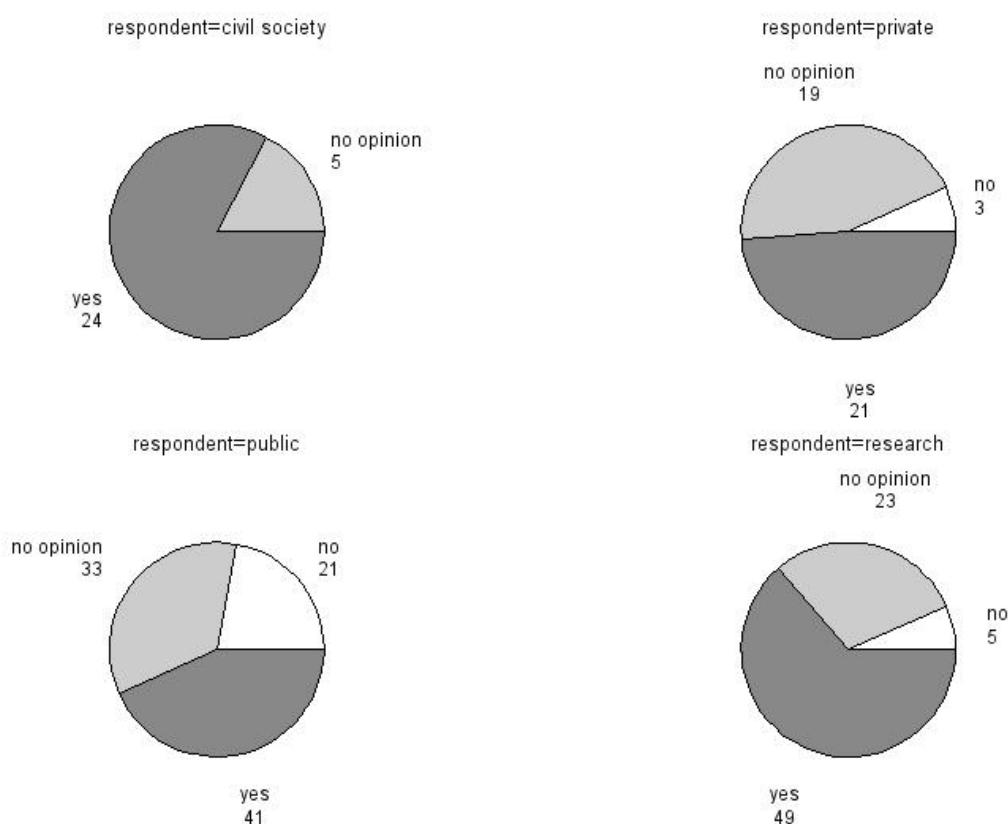 respondent=civil society
no opinion
5
yes
24
respondent=private
no opinion
19
no
3
yes
21
respondent=public
no opinion
33
no
21
yes
41
respondent=research
no opinion
23
no
5
yes
49